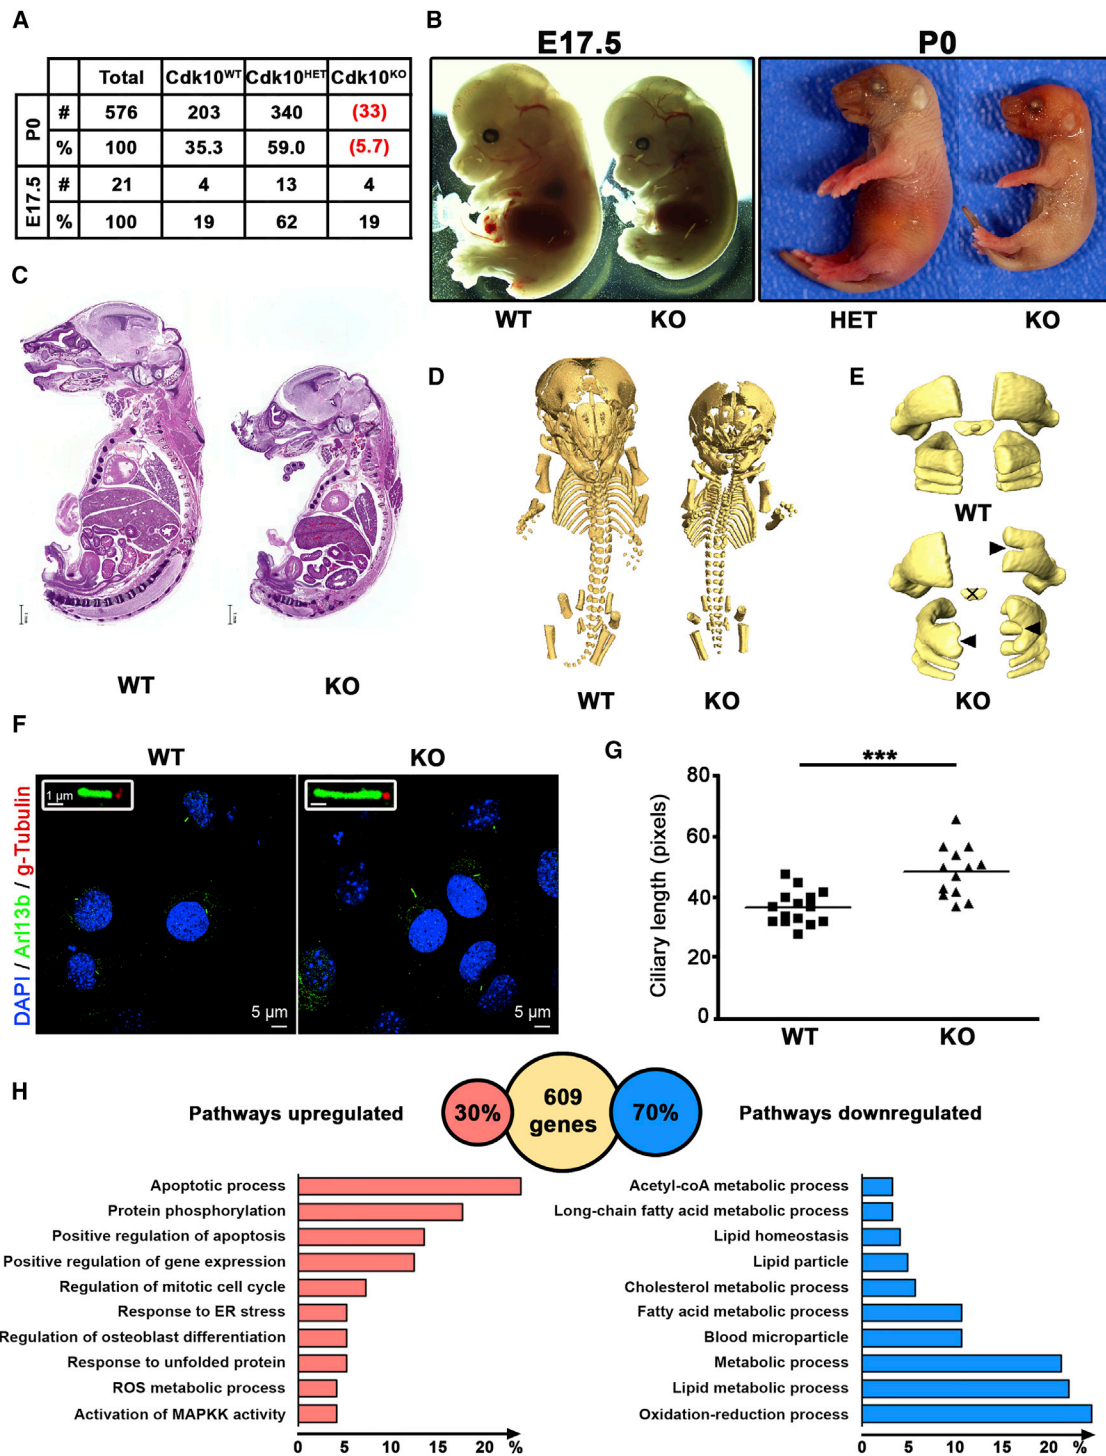 A
Total Cdk10WT Cdk10HET Cdk10KO
P0
# 576 203 340 (33)
% 100 35.3 59.0 (5.7)
E17.5
# 21 4 13 4
% 100 19 62 19
B
E17.5 P0
WT KO HET KO
C
WT KO
D
WT KO
E
WT
KO
F
WT KO
DAPI / Arl13b / g-Tubulin
1 µm
5 µm 5 µm
G
***
Ciliary length (pixels)
80
60
40
20
0
WT KO
H
Pathways upregulated 30% 609 genes 70% Pathways downregulated
Apoptotic process
Protein phosphorylation
Positive regulation of apoptosis
Positive regulation of gene expression
Regulation of mitotic cell cycle
Response to ER stress
Regulation of osteoblast differentiation
Response to unfolded protein
ROS metabolic process
Activation of MAPKK activity
0 5 10 15 20 %
Acetyl-coA metabolic process
Long-chain fatty acid metabolic process
Lipid homeostasis
Lipid particle
Cholesterol metabolic process
Fatty acid metabolic process
Blood microparticle
Metabolic process
Lipid metabolic process
Oxidation-reduction process
0 5 10 15 20 %